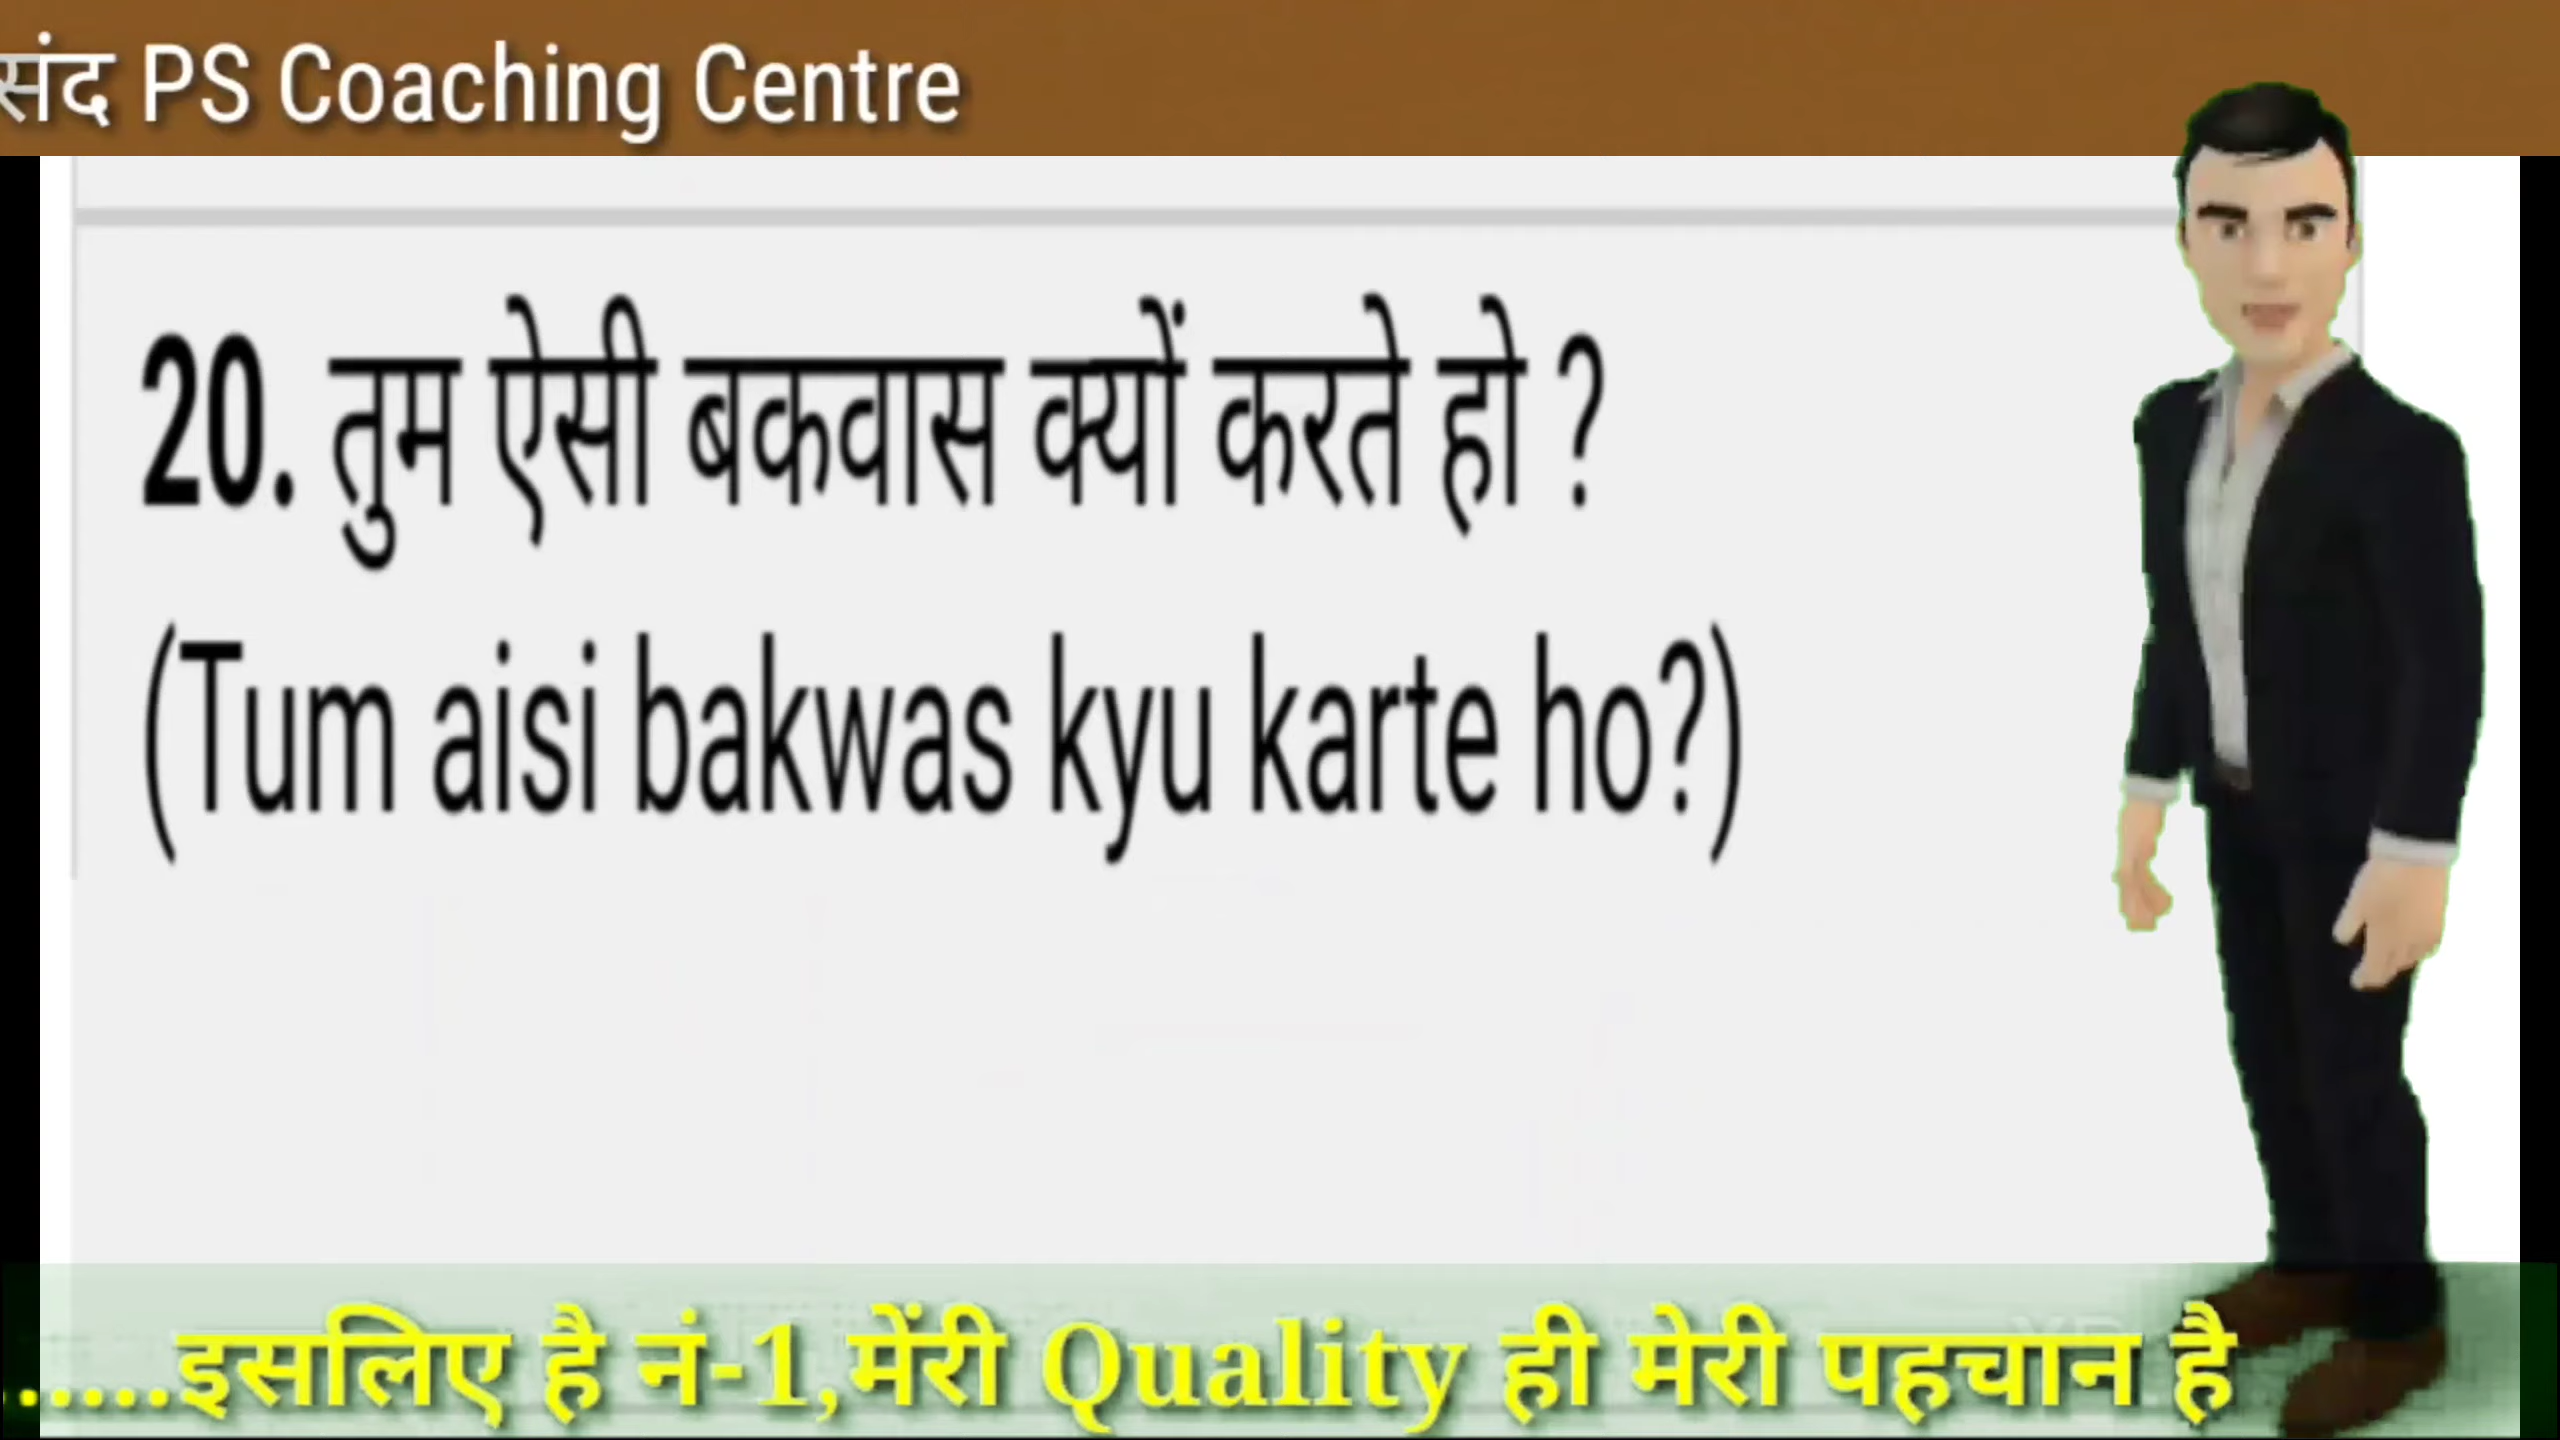 PS Coaching Centre
20. तुम ऐसी बकवास क्यों करते हो ?
(Tum aisi bakwas kyu karte ho?)
......इसलिए है नं-1,मेंरी Quality ही मेरी पहचान है